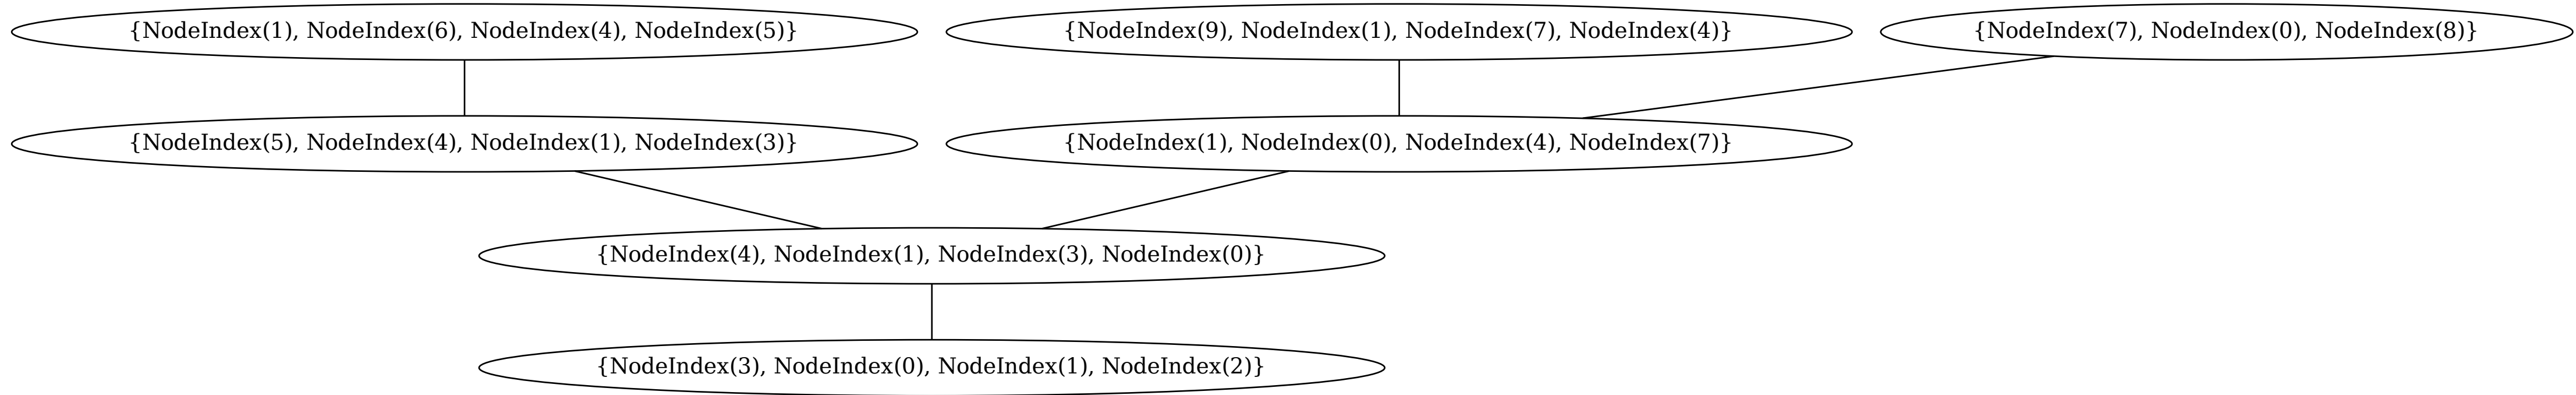 {NodeIndex(1), NodeIndex(6), NodeIndex(4), NodeIndex(5)}
{NodeIndex(9), NodeIndex(1), NodeIndex(7), NodeIndex(4)}
{NodeIndex(7), NodeIndex(0), NodeIndex(8)}
{NodeIndex(5), NodeIndex(4), NodeIndex(1), NodeIndex(3)}
{NodeIndex(1), NodeIndex(0), NodeIndex(4), NodeIndex(7)}
{NodeIndex(4), NodeIndex(1), NodeIndex(3), NodeIndex(0)}
{NodeIndex(3), NodeIndex(0), NodeIndex(1), NodeIndex(2)}